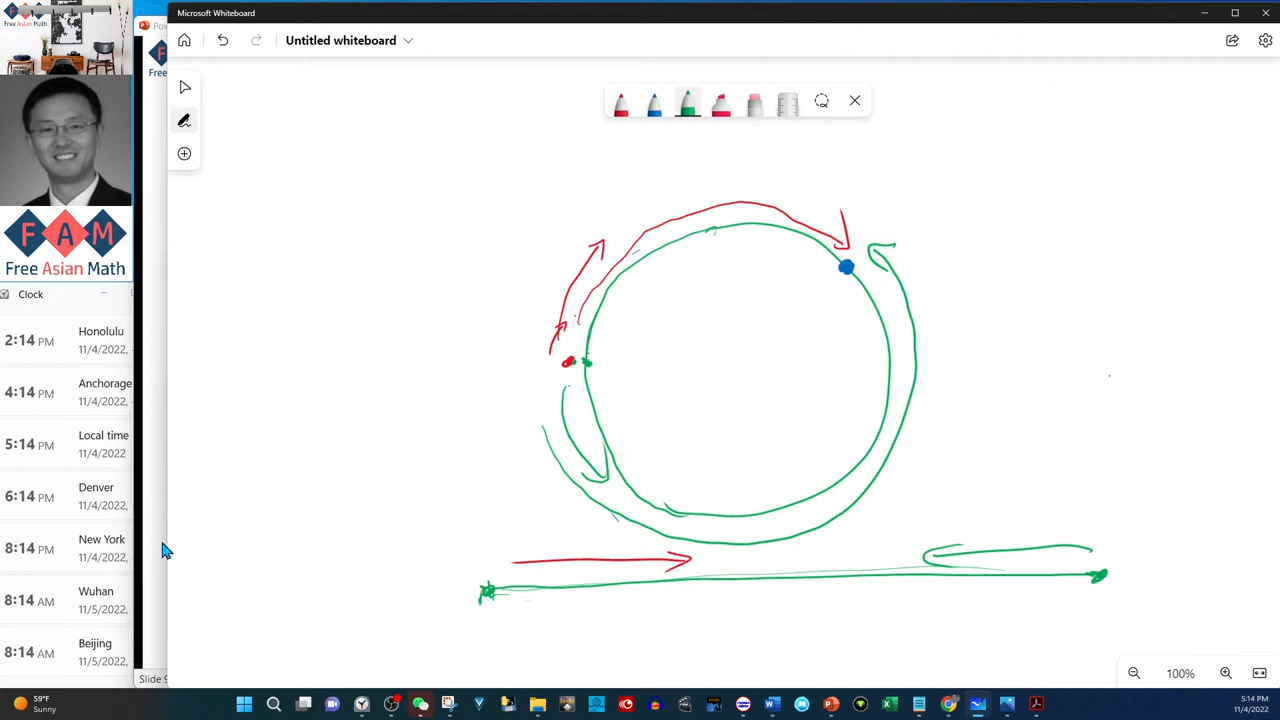 Free Asian Math
Microsoft Whiteboard
Untitled whiteboard
F A M
Free Asian Math
Clock
2:14 PM Honolulu
11/4/2022,
4:14 PM Anchorage
11/4/2022,
5:14 PM Local time
11/4/2022
6:14 PM Denver
11/4/2022,
8:14 PM New York
11/4/2022,
8:14 AM Wuhan
11/5/2022,
8:14 AM Beijing
11/5/2022,
F
Free
Slide 9
100%
59°F
Sunny
5:14 PM
11/4/2022